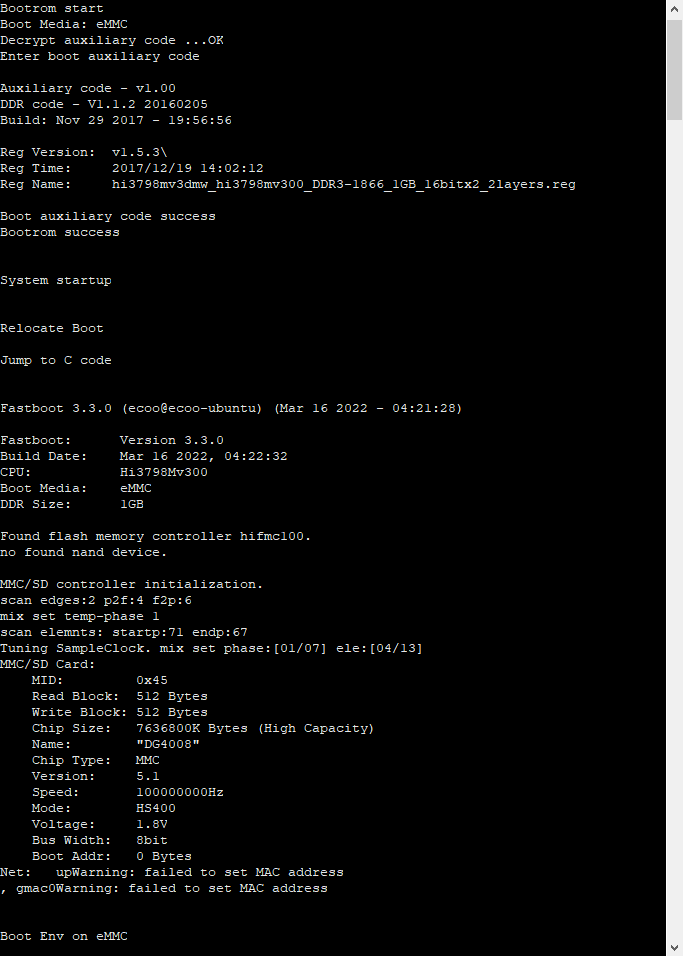 Bootrom start
Boot Media: eMMC
Decrypt auxiliary code ...OK
Enter boot auxiliary code
Auxiliary code - v1.00
DDR code - V1.1.2 20160205
Build: Nov 29 2017 - 19:56:56
Reg Version:  v1.5.3\
Reg Time:     2017/12/19 14:02:12
Reg Name:     hi3798mv3dmw_hi3798mv300_DDR3-1866_1GB_16bitx2_2layers.reg
Boot auxiliary code success
Bootrom success
System startup
Relocate Boot
Jump to C code
Fastboot 3.3.0 (ecoo@ecoo-ubuntu) (Mar 16 2022 - 04:21:28)
Fastboot:      Version 3.3.0
Build Date:    Mar 16 2022, 04:22:32
CPU:           Hi3798Mv300
Boot Media:    eMMC
DDR Size:      1GB
Found flash memory controller hifmc100.
no found nand device.
MMC/SD controller initialization.
scan edges:2 p2f:4 f2p:6
mix set temp-phase 1
scan elemnts: startp:71 endp:67
Tuning SampleClock. mix set phase:[01/07] ele:[04/13]
MMC/SD Card:
    MID:         0x45
    Read Block:  512 Bytes
    Write Block: 512 Bytes
    Chip Size:   7636800K Bytes (High Capacity)
    Name:        "DG4008"
    Chip Type:   MMC
    Version:     5.1
    Speed:       100000000Hz
    Mode:        HS400
    Voltage:     1.8V
    Bus Width:   8bit
    Boot Addr:   0 Bytes
Net:   upWarning: failed to set MAC address
, gmac0Warning: failed to set MAC address
Boot Env on eMMC